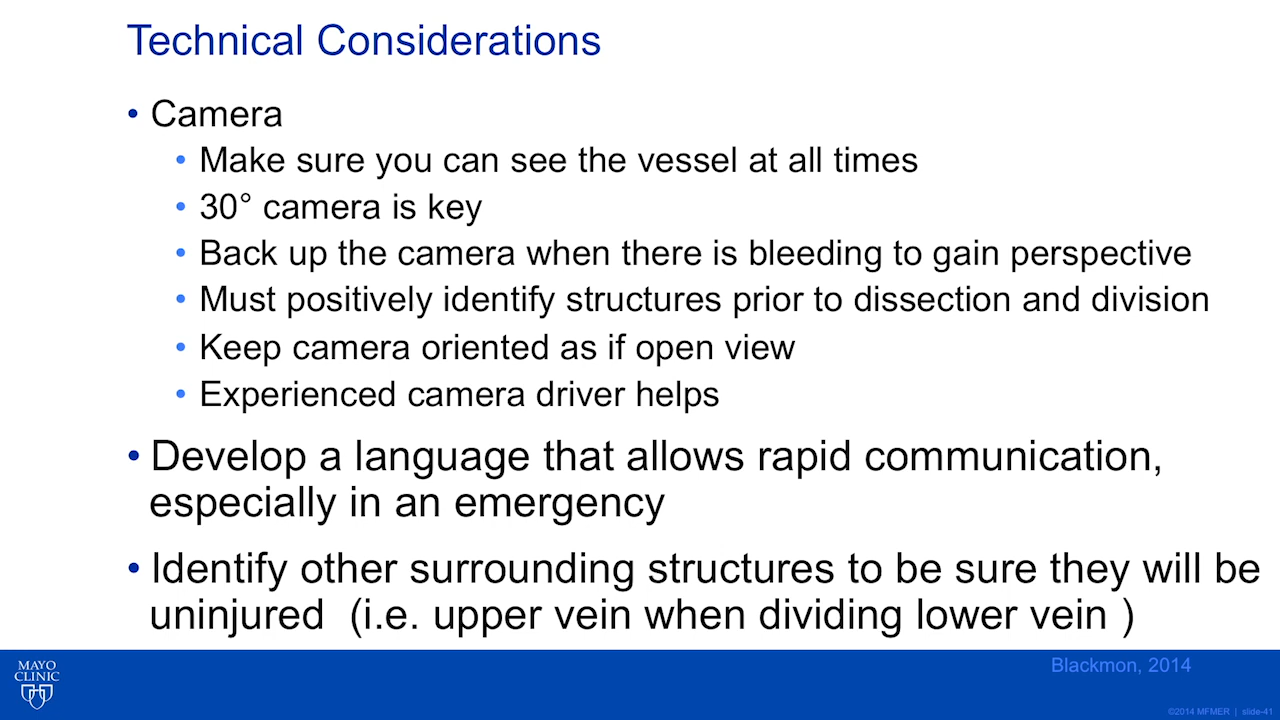 Technical Considerations
• Camera
• Make sure you can see the vessel at all times
• 30° camera is key
• Back up the camera when there is bleeding to gain perspective
• Must positively identify structures prior to dissection and division
• Keep camera oriented as if open view
• Experienced camera driver helps
• Develop a language that allows rapid communication,
especially in an emergency
• Identify other surrounding structures to be sure they will be
uninjured (i.e. upper vein when dividing lower vein )
Blackmon, 2014
MAYO
CLINIC
©2014 MFMER | slide-41